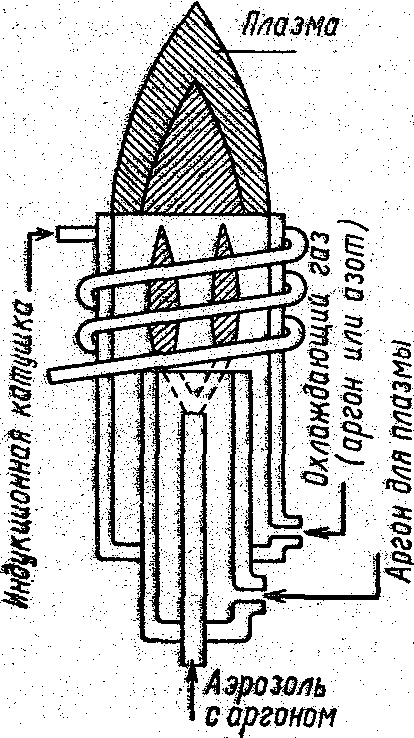 Плазма
Индукционная катушка
Охлаждающий газ
(аргон или азот)
Аргон для плазмы
Аэрозоль
с аргоном